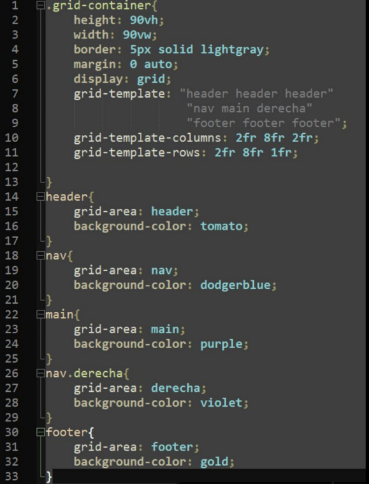 1 .grid-container{
2 height: 90vh;
3 width: 90vw;
4 border: 5px solid lightgray;
5 margin: 0 auto;
6 display: grid;
7 grid-template: "header header header"
8 "nav main derecha"
9 "footer footer footer";
10 grid-template-columns: 2fr 8fr 2fr;
11 grid-template-rows: 2fr 8fr 1fr;
12
13 }
14 header{
15 grid-area: header;
16 background-color: tomato;
17 }
18 nav{
19 grid-area: nav;
20 background-color: dodgerblue;
21 }
22 main{
23 grid-area: main;
24 background-color: purple;
25 }
26 nav.derecha{
27 grid-area: derecha;
28 background-color: violet;
29 }
30 footer{
31 grid-area: footer;
32 background-color: gold;
33 }